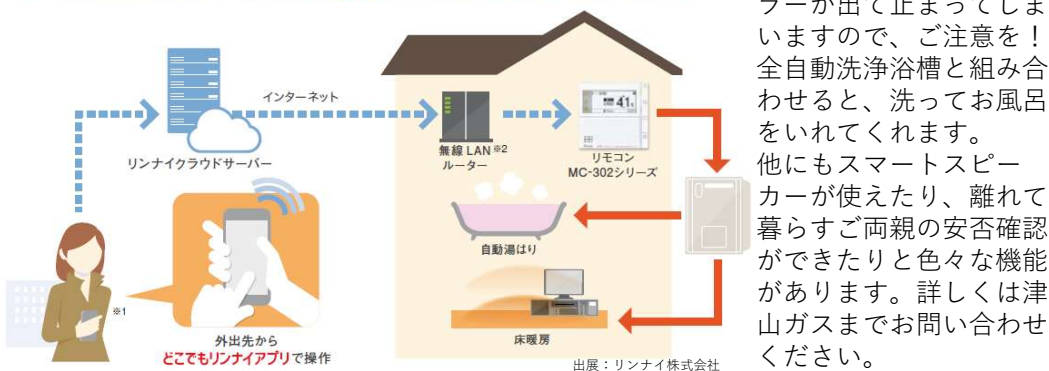 インターネット
リンナイクラウドサーバー
無線LAN※2
ルーター
リモコン
MC-302シリーズ
41
自動湯はり
床暖房
※1
外出先から
どこでもリンナイアプリで操作
出展：リンナイ株式会社
ラーが出て止まってしま
いますので、ご注意を！
全自動洗浄浴槽と組み合
わせると、洗ってお風呂
をいれてくれます。
他にもスマートスピー
カーが使えたり、離れて
暮らすご両親の安否確認
ができたりと色々な機能
があります。詳しくは津
山ガスまでお問い合わせ
ください。